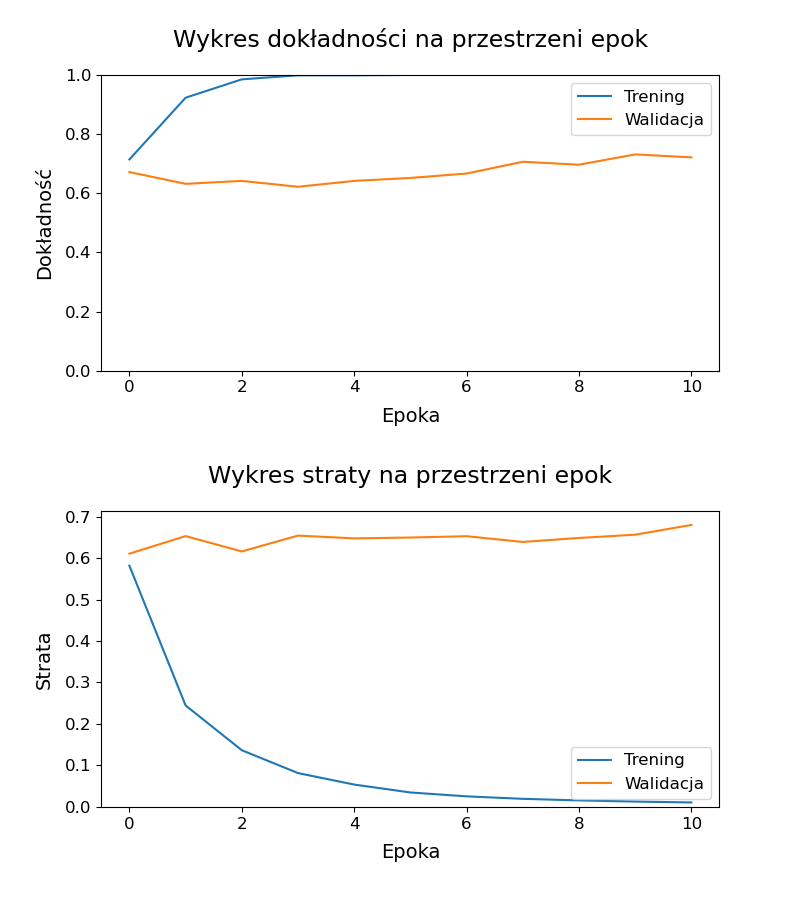 Wykres dokładności na przestrzeni epok
1.0
0.8
0.6
0.4
0.2
0.0
Dokładność
Trening
Walidacja
0 2 4 6 8 10
Epoka
Wykres straty na przestrzeni epok
0.7
0.6
0.5
0.4
0.3
0.2
0.1
0.0
Strata
Trening
Walidacja
0 2 4 6 8 10
Epoka